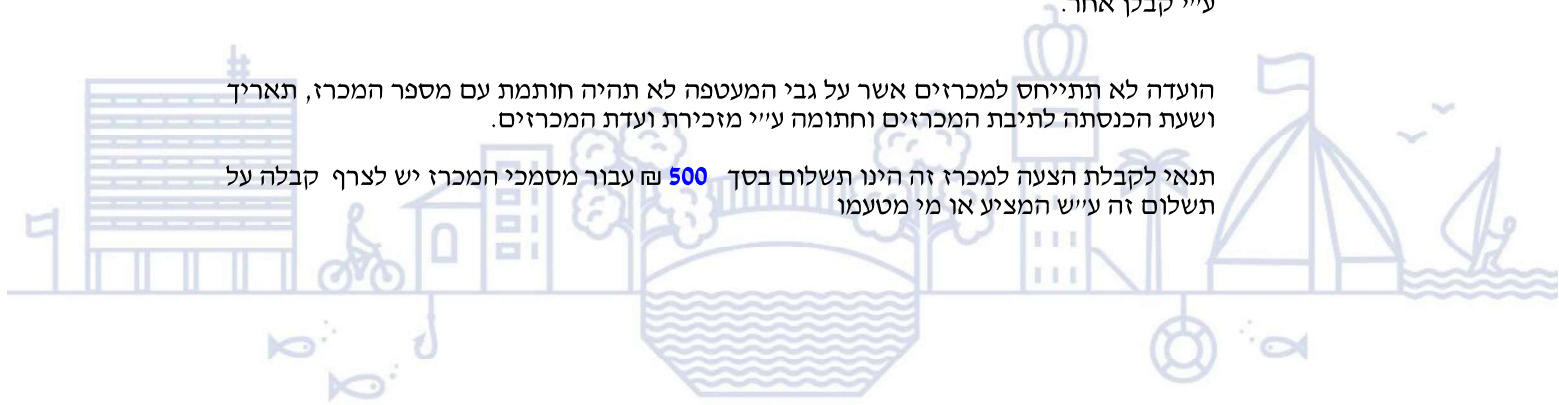 ע״י קבלן אחר.
הועדה לא תתייחס למכרזים אשר על גבי המעטפה לא תהיה חותמת עם מספר המכרז, תאריך
ושעת הכנסתה לתיבת המכרזים וחתומה ע״י מזכירת ועדת המכרזים.
תנאי לקבלת הצעה למכרז זה הינו תשלום בסך 500 ₪ עבור מסמכי המכרז יש לצרף קבלה על
תשלום זה ע״ש המציע או מי מטעמו